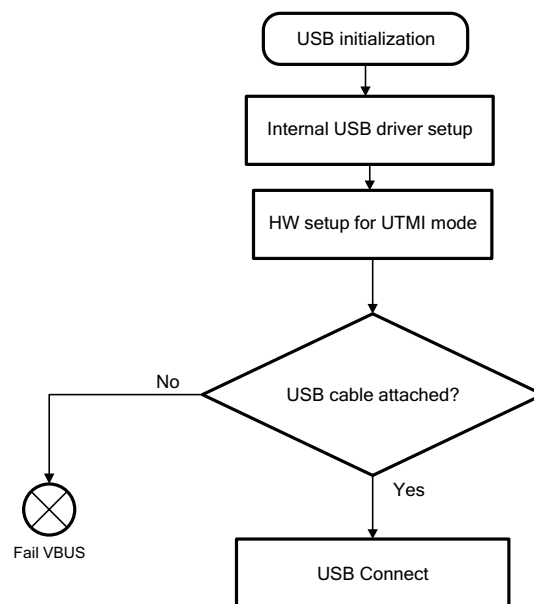 USB initialization
Internal USB driver setup
HW setup for UTMI mode
USB cable attached?
No
Yes
Fail VBUS
USB Connect